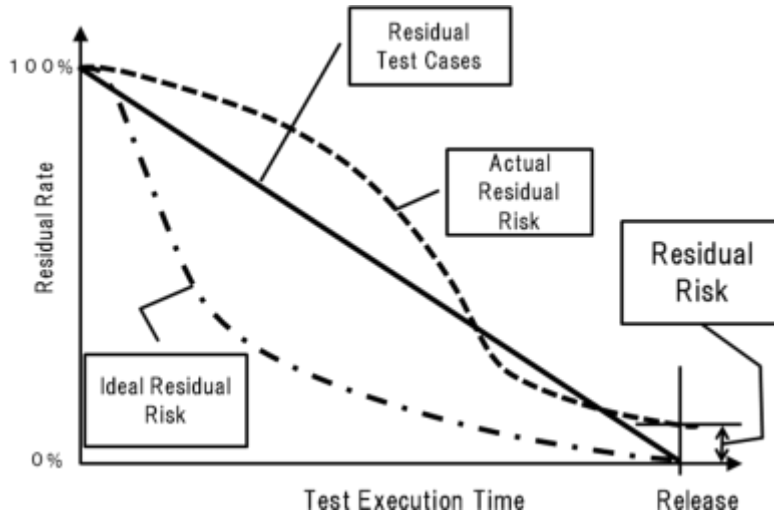 Residual
Test Cases
100%
Actual
Residual
Risk
Residual
Risk
Residual Rate
Ideal Residual
Risk
0%
Test Execution Time
Release